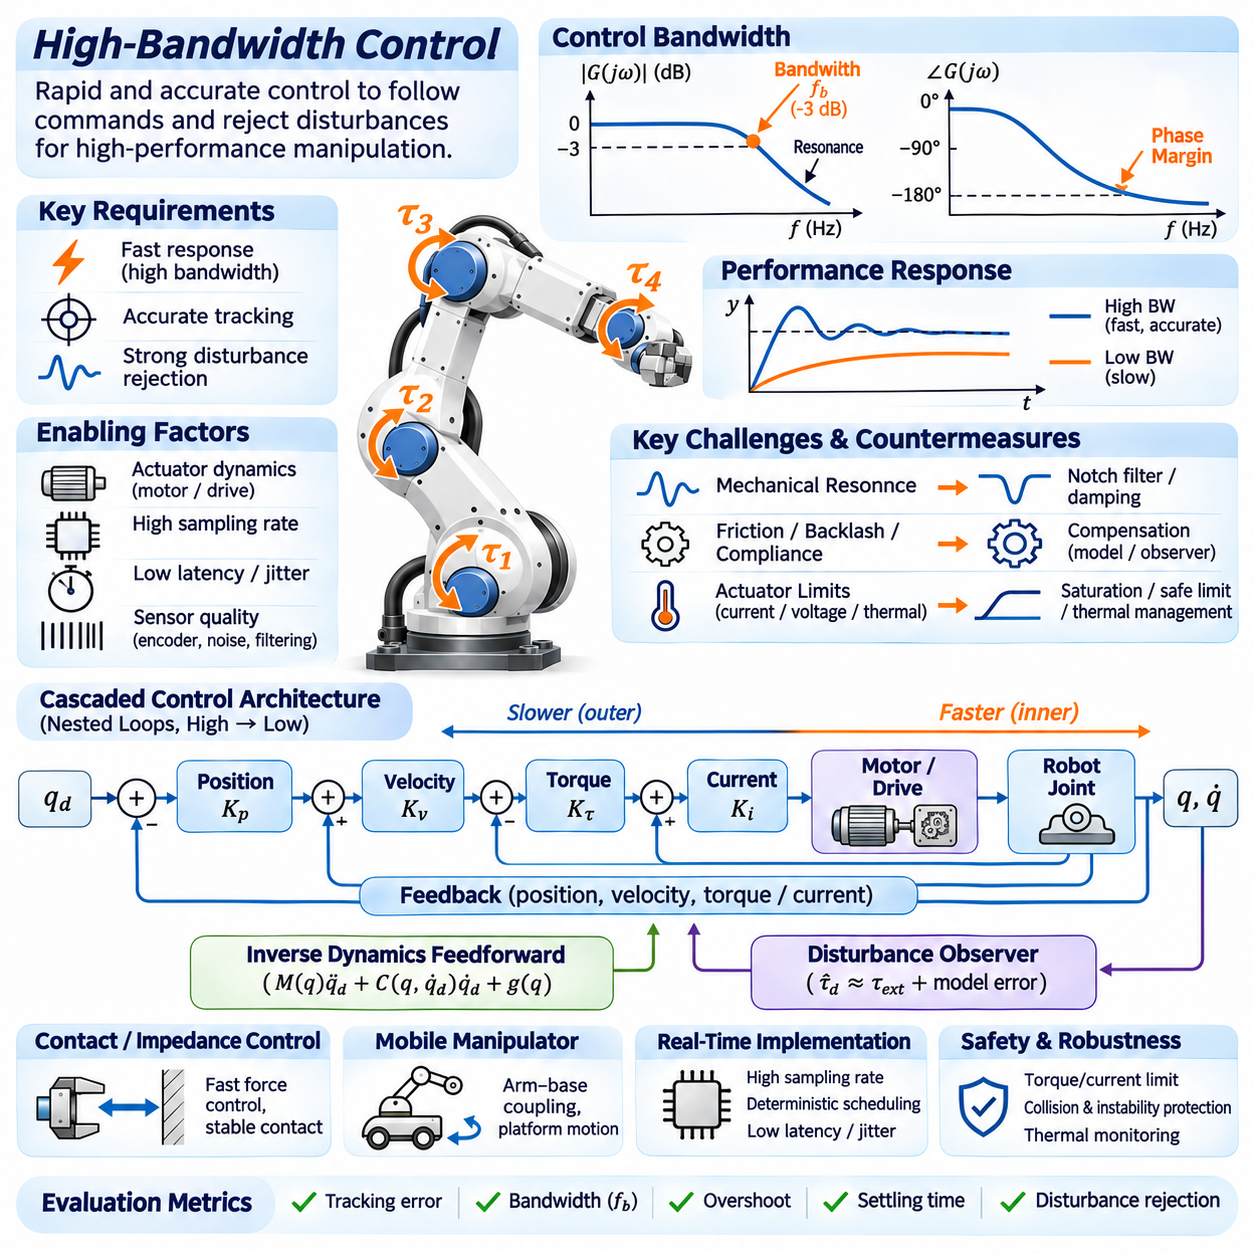 High-Bandwidth Control
Rapid and accurate control to follow
commands and reject disturbances
for high-performance manipulation.
Control Bandwidth
|G(jω)| (dB)
0
−3
Bandwilth
f_b
(-3 dB)
Resonance
f (Hz)
∠G(jω)
0°
−90°
−180°
Phase
Margin
f (Hz)
Key Requirements
Fast response
(high bandwidth)
Accurate tracking
Strong disturbance
rejection
Enabling Factors
Actuator dynamics
(motor / drive)
High sampling rate
Low latency / jitter
Sensor quality
(encoder, noise, filtering)
τ3
τ4
τ2
τ1
Performance Response
y
t
High BW
(fast, accurate)
Low BW
(slow)
Key Challenges & Countermeasures
Mechanical Resonnce
Notch filter /
damping
Friction / Backlash /
Compliance
Compensation
(model / observer)
Actuator Limits
(current / voltage / thermal)
Saturation / safe limit
/ thermal management
Cascaded Control Architecture
(Nested Loops, High → Low)
Slower (outer)
Faster (inner)
q_d
+
−
Position
K_p
+
+
Velocity
K_v
+
−
Torque
K_τ
+
+
Current
K_i
Motor /
Drive
Robot
Joint
q, q̇
Feedback (position, velocity, torque / current)
Inverse Dynamics Feedforward
( M(q)q̈_d + C(q, q̇_d)q̇_d + g(q)
Disturbance Observer
( τ̂_d ≈ τ_ext + model error)
Contact / Impedance Control
Fast force
control,
stable contact
Mobile Manipulator
Arm–base
coupling,
platform motion
Real-Time Implementation
High sampling rate
Deterministic scheduling
Low latency / jitter
Safety & Robustness
Torque/current limit
Collision & instability protection
Thermal monitoring
Evaluation Metrics
Tracking error
Bandwidth (f_b)
Overshoot
Settling time
Disturbance rejection